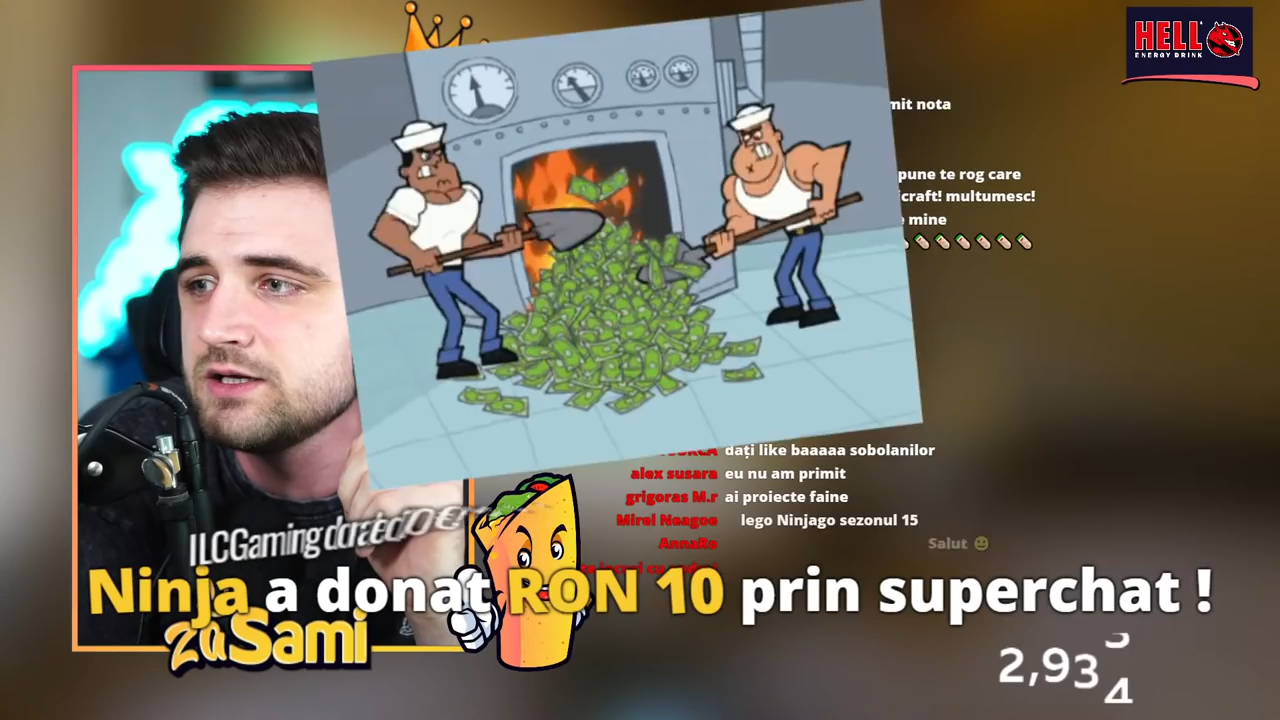 HELL
ENERGY DRINK
mit nota
pune te rog care
craft! multumesc!
mine
dați like baaaaa sobolanilor
alex susara eu nu am primit
grigoras M.r ai proiecte faine
Mirel Neagoe lego Ninjago sezonul 15
AnnaRo Salut
ILCGaming
Ninja a donat RON 10 prin superchat !
zuSami
2,93